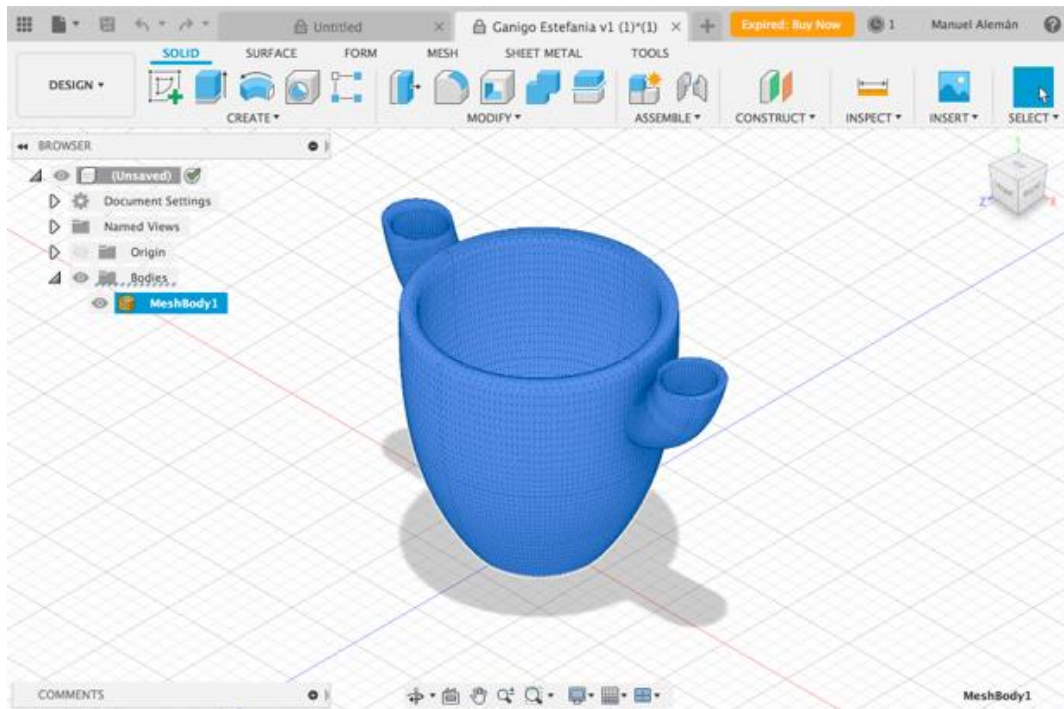 Untitled
Ganigo Estefania v1 (1)*(1)
Expired: Buy Now
1
Manuel Alemán
SOLID SURFACE FORM MESH SHEET METAL TOOLS
DESIGN
CREATE MODIFY ASSEMBLE CONSTRUCT INSPECT INSERT SELECT
BROWSER
(Unsaved)
Document Settings
Named Views
Origin
Bodies
MeshBody1
Z
X
COMMENTS
MeshBody1